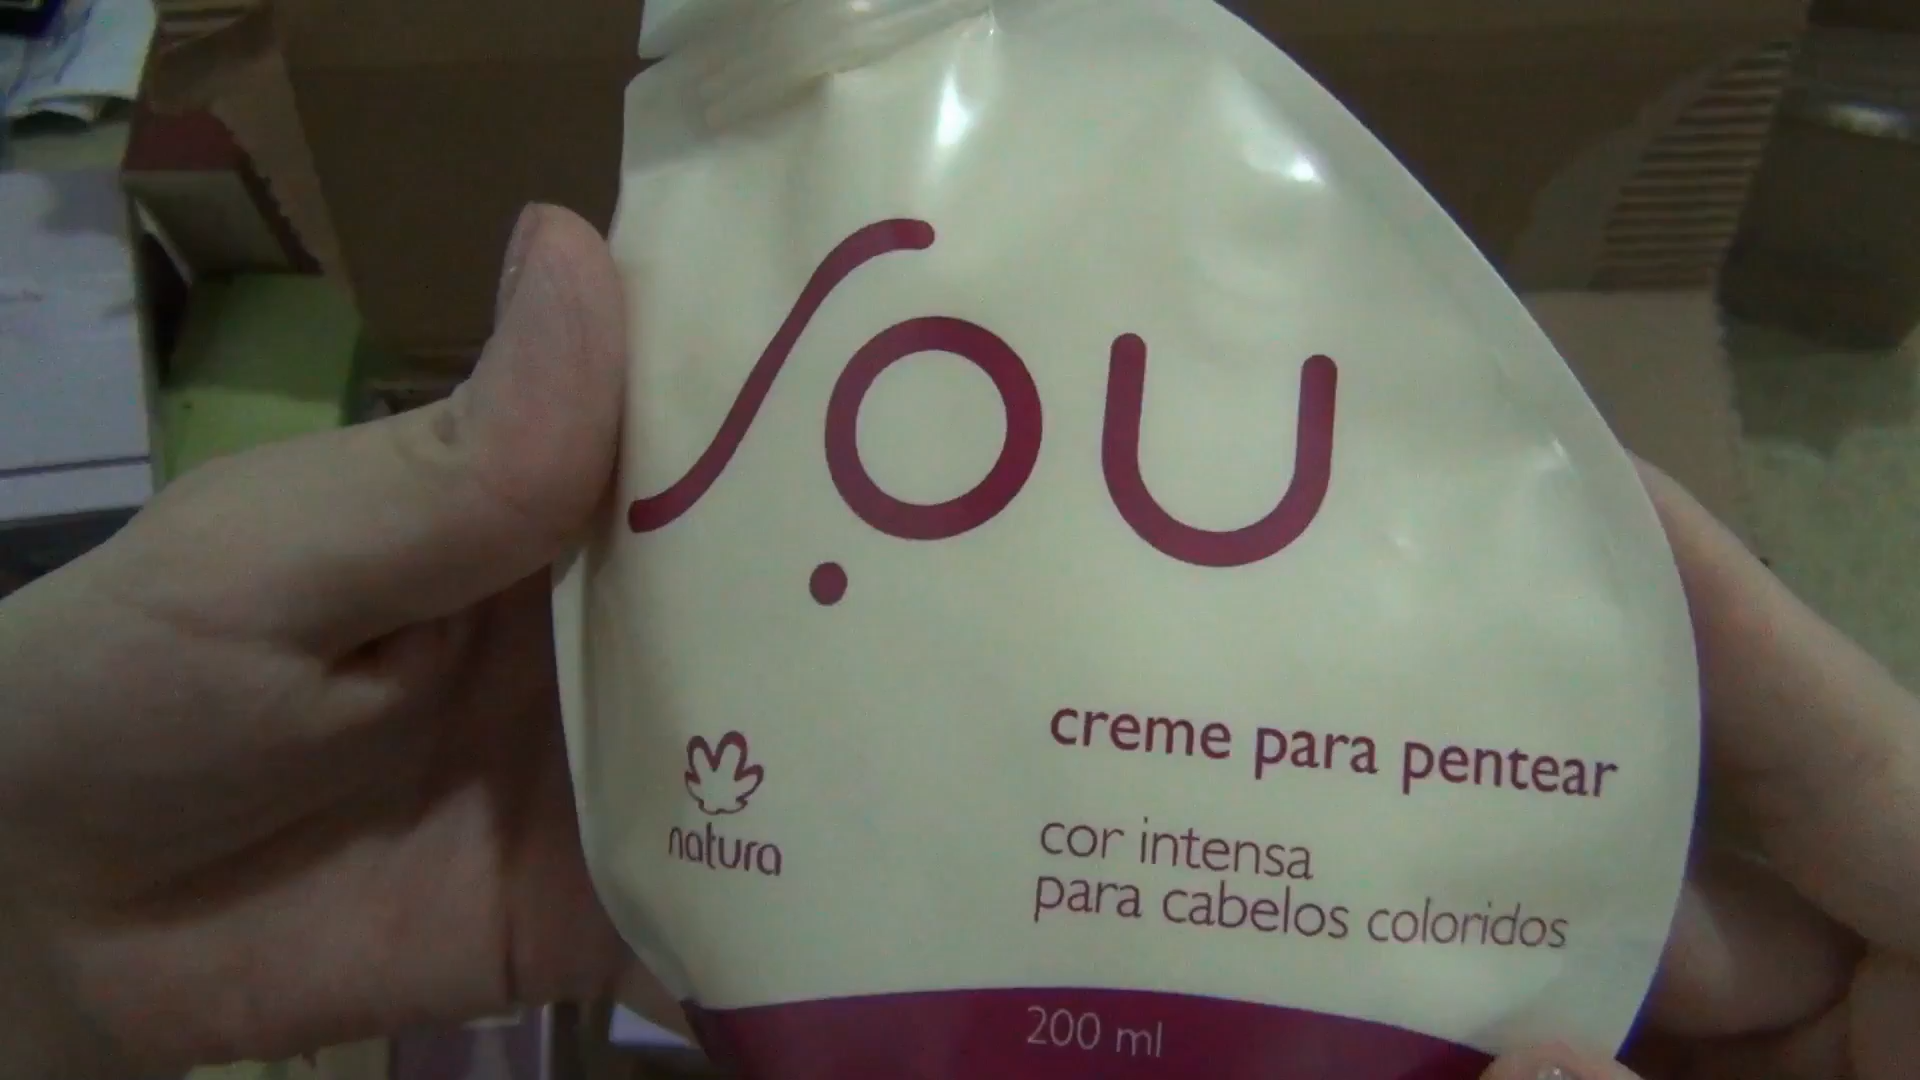 sou
creme para pentear
natura
cor intensa
para cabelos coloridos
200 ml